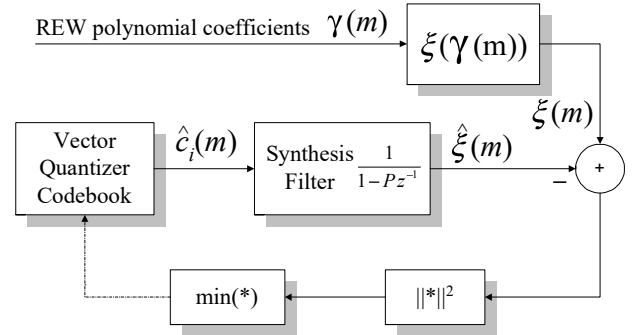 REW polynomial coefficients γ(m)
ξ(γ(m))
ξ(m)
Vector
Quantizer
Codebook
ĉᵢ(m)
Synthesis
Filter
1
1−Pz⁻¹
ξ̂(m)
+
−
min(*)
||*||²